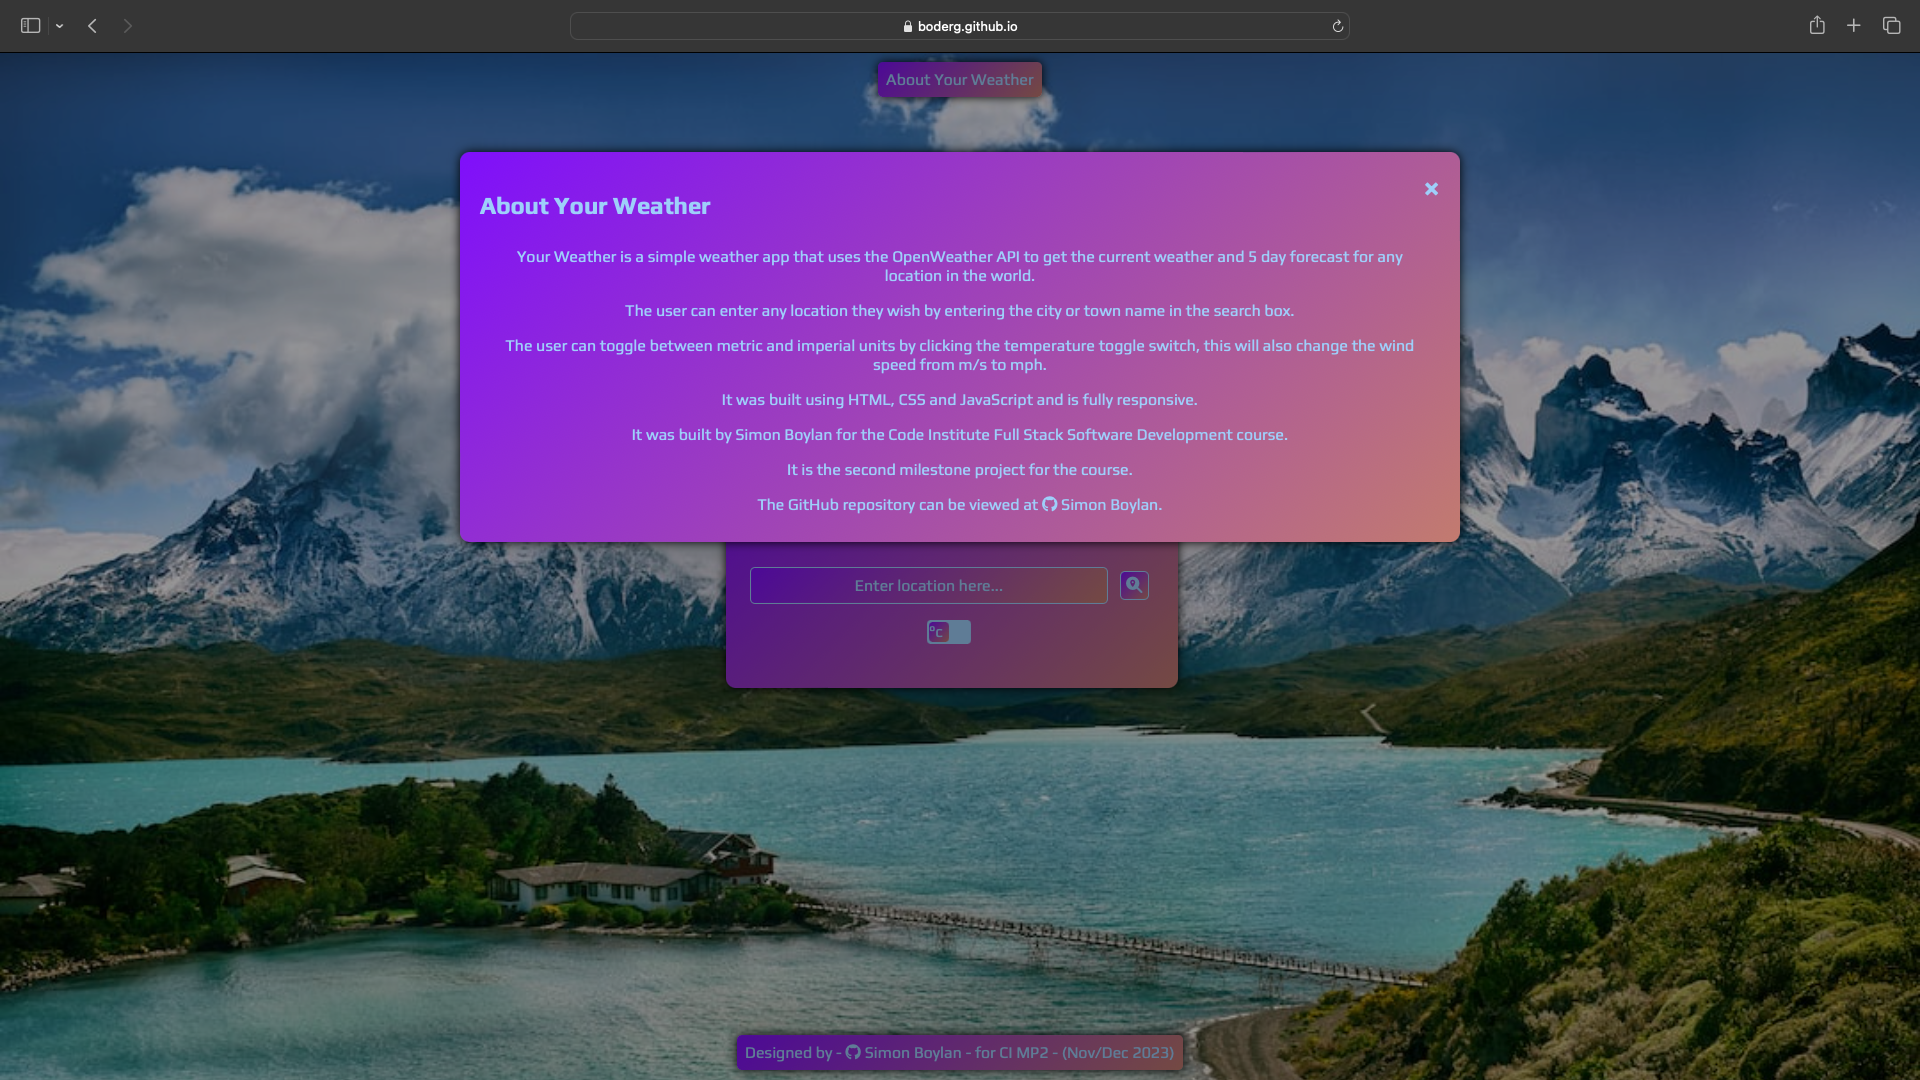 boderg.github.io
About Your Weather
About Your Weather
Your Weather is a simple weather app that uses the OpenWeather API to get the current weather and 5 day forecast for any
location in the world.
The user can enter any location they wish by entering the city or town name in the search box.
The user can toggle between metric and imperial units by clicking the temperature toggle switch, this will also change the wind
speed from m/s to mph.
It was built using HTML, CSS and JavaScript and is fully responsive.
It was built by Simon Boylan for the Code Institute Full Stack Software Development course.
It is the second milestone project for the course.
The GitHub repository can be viewed at Simon Boylan.
Enter location here...
°C
Designed by - Simon Boylan - for CI MP2 - (Nov/Dec 2023)